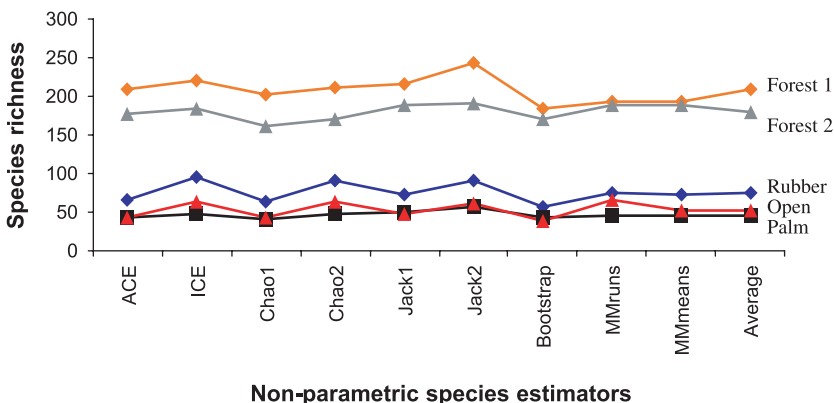 300
250
200
150
100
50
0
Species richness
Forest 1
Forest 2
Rubber
Open
Palm
ACE
ICE
Chao1
Chao2
Jack1
Jack2
Bootstrap
MMruns
MMmeans
Average
Non-parametric species estimators